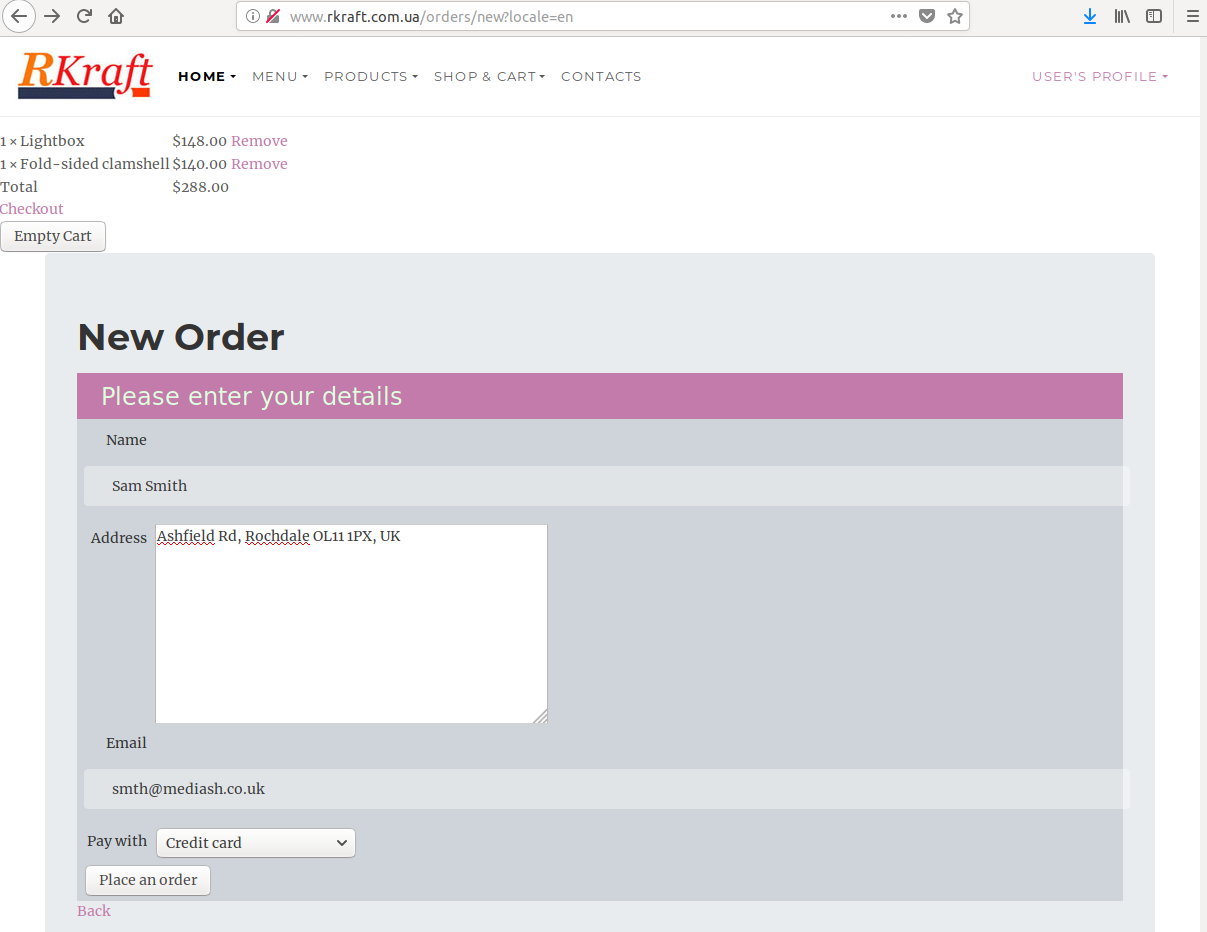 www.rkraft.com.ua/orders/new?locale=en
RKraft HOME MENU PRODUCTS SHOP & CART CONTACTS USER'S PROFILE
1 × Lightbox $148.00 Remove
1 × Fold-sided clamshell $140.00 Remove
Total $288.00
Checkout
Empty Cart
New Order
Please enter your details
Name
Sam Smith
Address Ashfield Rd, Rochdale OL11 1PX, UK
Email
smth@mediash.co.uk
Pay with Credit card
Place an order
Back